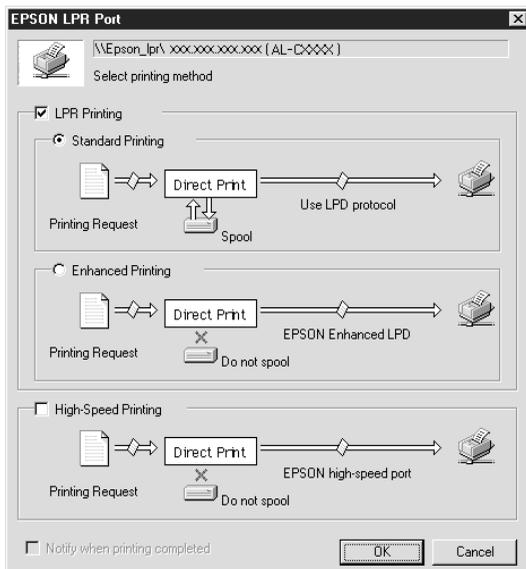 EPSON LPR Port
\\Epson_lpr\ xxx.xxx.xxx.xxx ( AL-CXXXX )
Select printing method
LPR Printing
Standard Printing
Direct Print
Use LPD protocol
Printing Request
Spool
Enhanced Printing
Direct Print
EPSON Enhanced LPD
Printing Request
Do not spool
High-Speed Printing
Direct Print
EPSON high-speed port
Printing Request
Do not spool
Notify when printing completed
OK
Cancel